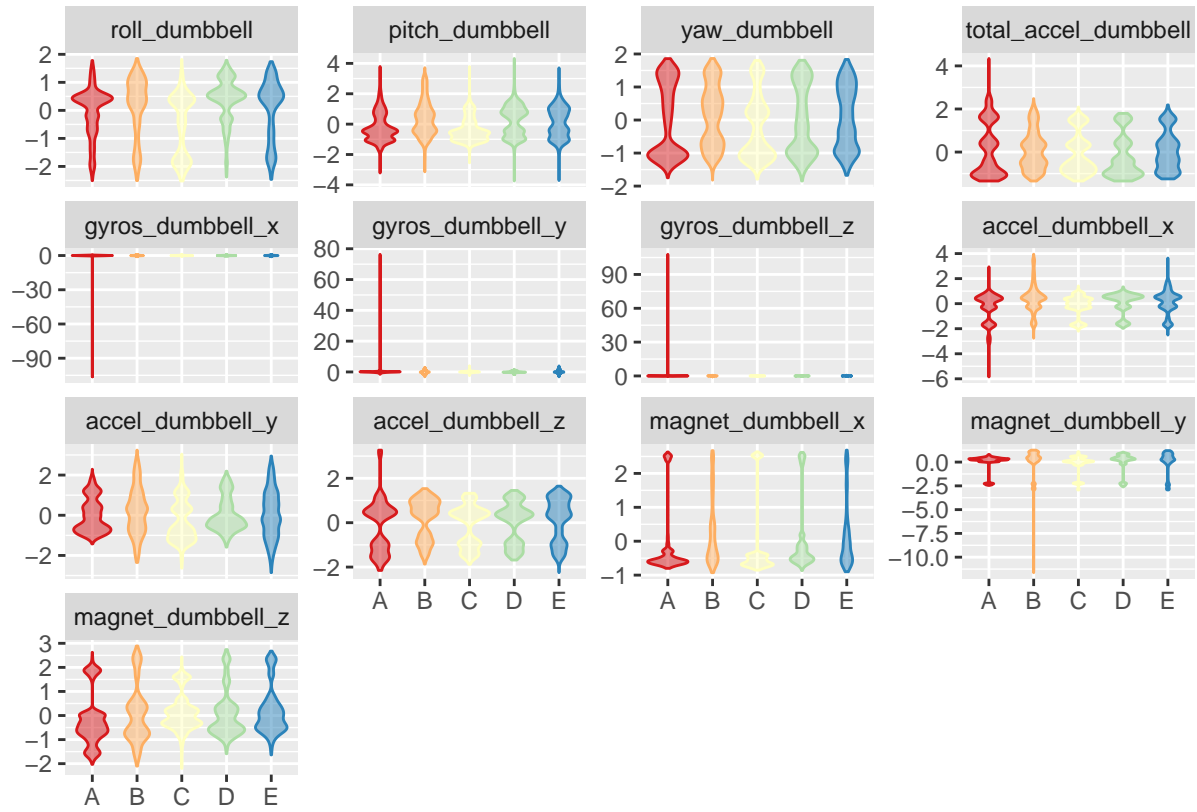 roll_dumbbell pitch_dumbbell yaw_dumbbell total_accel_dumbbell
2 4 2 4
1 2 1 2
0 0 0 0
−1 −2 −1
−2 −4 −2
gyros_dumbbell_x gyros_dumbbell_y gyros_dumbbell_z accel_dumbbell_x
0 80 90 4
−30 60 60 2
−60 40 30 0
−90 20 0 −2
0 −4
−6
accel_dumbbell_y accel_dumbbell_z magnet_dumbbell_x magnet_dumbbell_y
2 2 2 0.0
0 0 1 −2.5
−2 −2 0 −5.0
−1 −7.5
−10.0
A B C D E A B C D E A B C D E
magnet_dumbbell_z
3
2
1
0
−1
−2
A B C D E